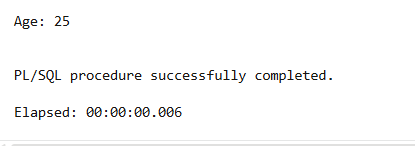 Age: 25
PL/SQL procedure successfully completed.
Elapsed: 00:00:00.006